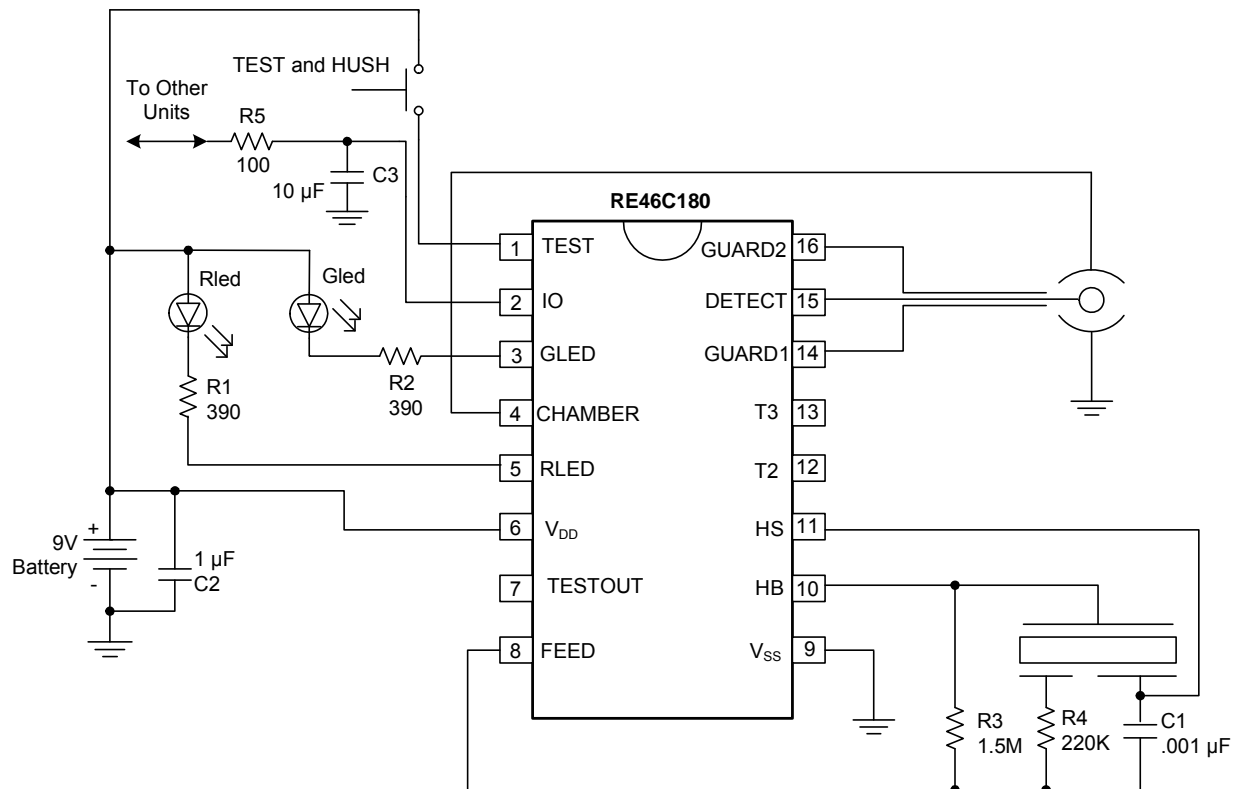 TEST and HUSH
To Other
Units
R5
100
C3
10 µF
RE46C180
1 TEST
GUARD2 16
Rled
Gled
2 IO
DETECT 15
3 GLED
GUARD1 14
R2
390
R1
390
4 CHAMBER
T3 13
5 RLED
T2 12
6 VDD
HS 11
+
9V
Battery
-
1 µF
C2
7 TESTOUT
HB 10
8 FEED
VSS 9
R3
1.5M
R4
220K
C1
.001 µF